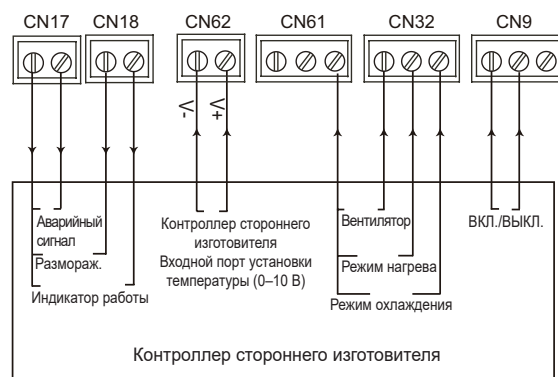 CN17 CN18 CN62 CN61 CN32 CN9
V- V+
Аварийный
сигнал
Размораж.
Индикатор работы
Контроллер стороннего
изготовителя
Входной порт установки
температуры (0–10 В)
Вентилятор
Режим нагрева
Режим охлаждения
ВКЛ./ВЫКЛ.
Контроллер стороннего изготовителя